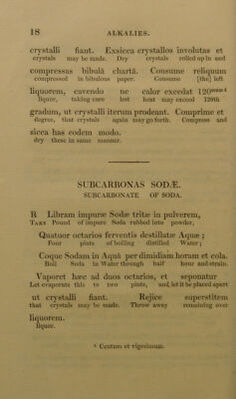 18 ALKALIES.
crystalli fiant. Exsicca crystallos involutas et
crystals may be made. Dry crystals rolled up in and
compressas bibulâ chartâ. Consume reliquum
compressed in bibulous paper. Consume [the] left
liquorem, cavendo ne calor excedat 120
liquor, taking care lest heat may exceed 120th
gradum, ut crystalli iterum prodeant. Comprime et
degree, that crystals again may go forth. Compress and
sicca has eodem modo.
dry these in same manner.
SUBCARBONAS SODÆ.
SUBCARBONATE OF SODA.
R Libram impuræ Sodæ tritæ in pulverem,
TAKE Pound of impure Soda rubbed into powder,
Quatuor octarios ferventis destillatæ Aquæ;
Four pints of boiling distilled Water;
Coque Sodam in Aquâ per dimidiam horam et cola.
Boil Soda in Water through half hour and strain.
Vaporet hæc ad duos octarios, et seponatur
Let evaporate this to two pints, and, let it be placed apart
ut crystalli fiant. Rejice superstitem
that crystals may be made. Throw away remaining over
liquorem.
liquor.
Centum et vigesimum.